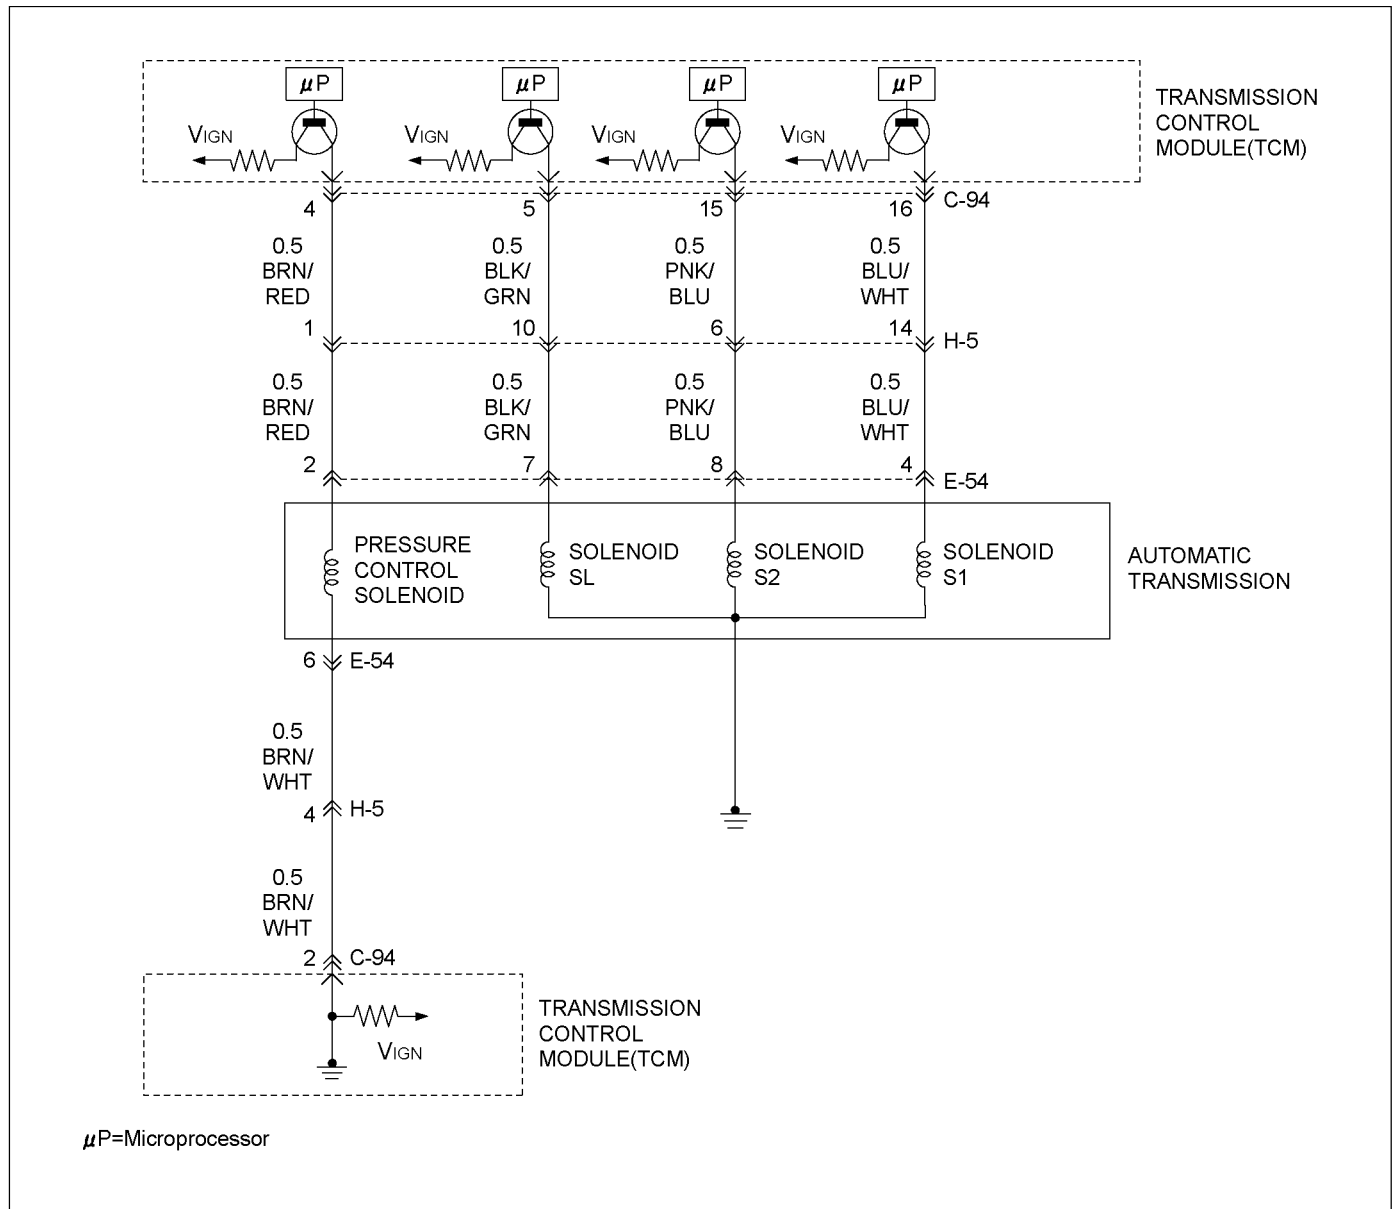 μP μP μP μP
TRANSMISSION
CONTROL
MODULE(TCM)
VIGN VIGN VIGN VIGN
4 5 15 16 C-94
0.5 0.5 0.5 0.5
BRN/ BLK/ PNK/ BLU/
RED GRN BLU WHT
1 10 6 14 H-5
0.5 0.5 0.5 0.5
BRN/ BLK/ PNK/ BLU/
RED GRN BLU WHT
2 7 8 4 E-54
PRESSURE
CONTROL
SOLENOID
SOLENOID
SL
SOLENOID
S2
SOLENOID
S1
AUTOMATIC
TRANSMISSION
6 E-54
0.5
BRN/
WHT
4 H-5
0.5
BRN/
WHT
2 C-94
TRANSMISSION
CONTROL
MODULE(TCM)
VIGN
μP=Microprocessor